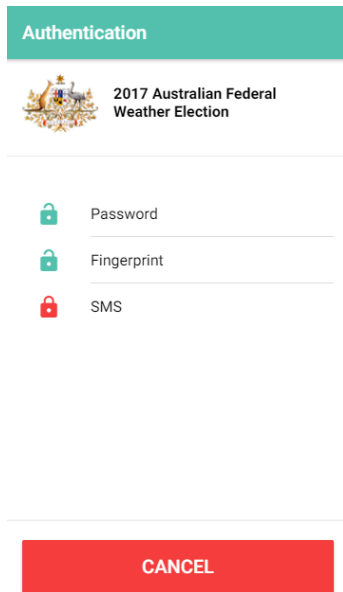 Authentication
2017 Australian Federal
Weather Election
Password
Fingerprint
SMS
CANCEL